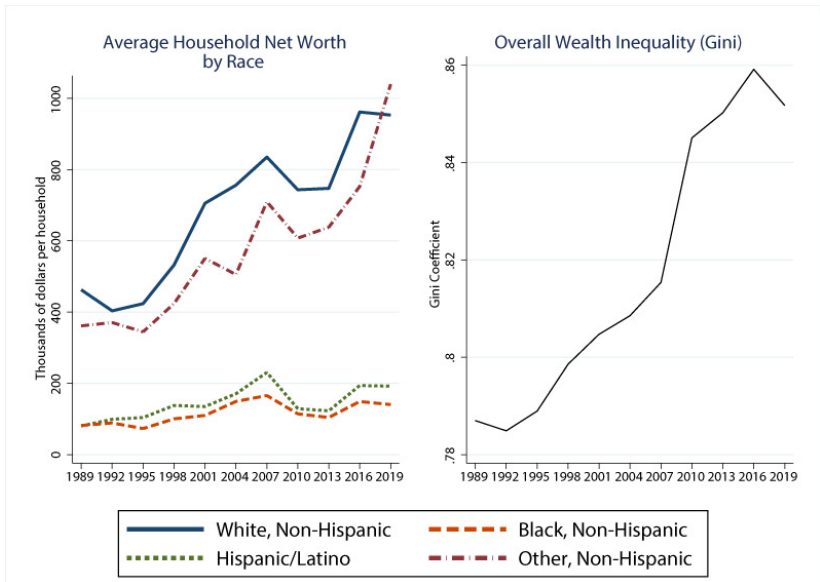 Average Household Net Worth
by Race
Thousands of dollars per household
1000
800
600
400
200
0
1989 1992 1995 1998 2001 2004 2007 2010 2013 2016 2019
Overall Wealth Inequality (Gini)
Gini Coefficient
.86
.84
.82
.8
.78
1989 1992 1995 1998 2001 2004 2007 2010 2013 2016 2019
White, Non-Hispanic
Black, Non-Hispanic
Hispanic/Latino
Other, Non-Hispanic